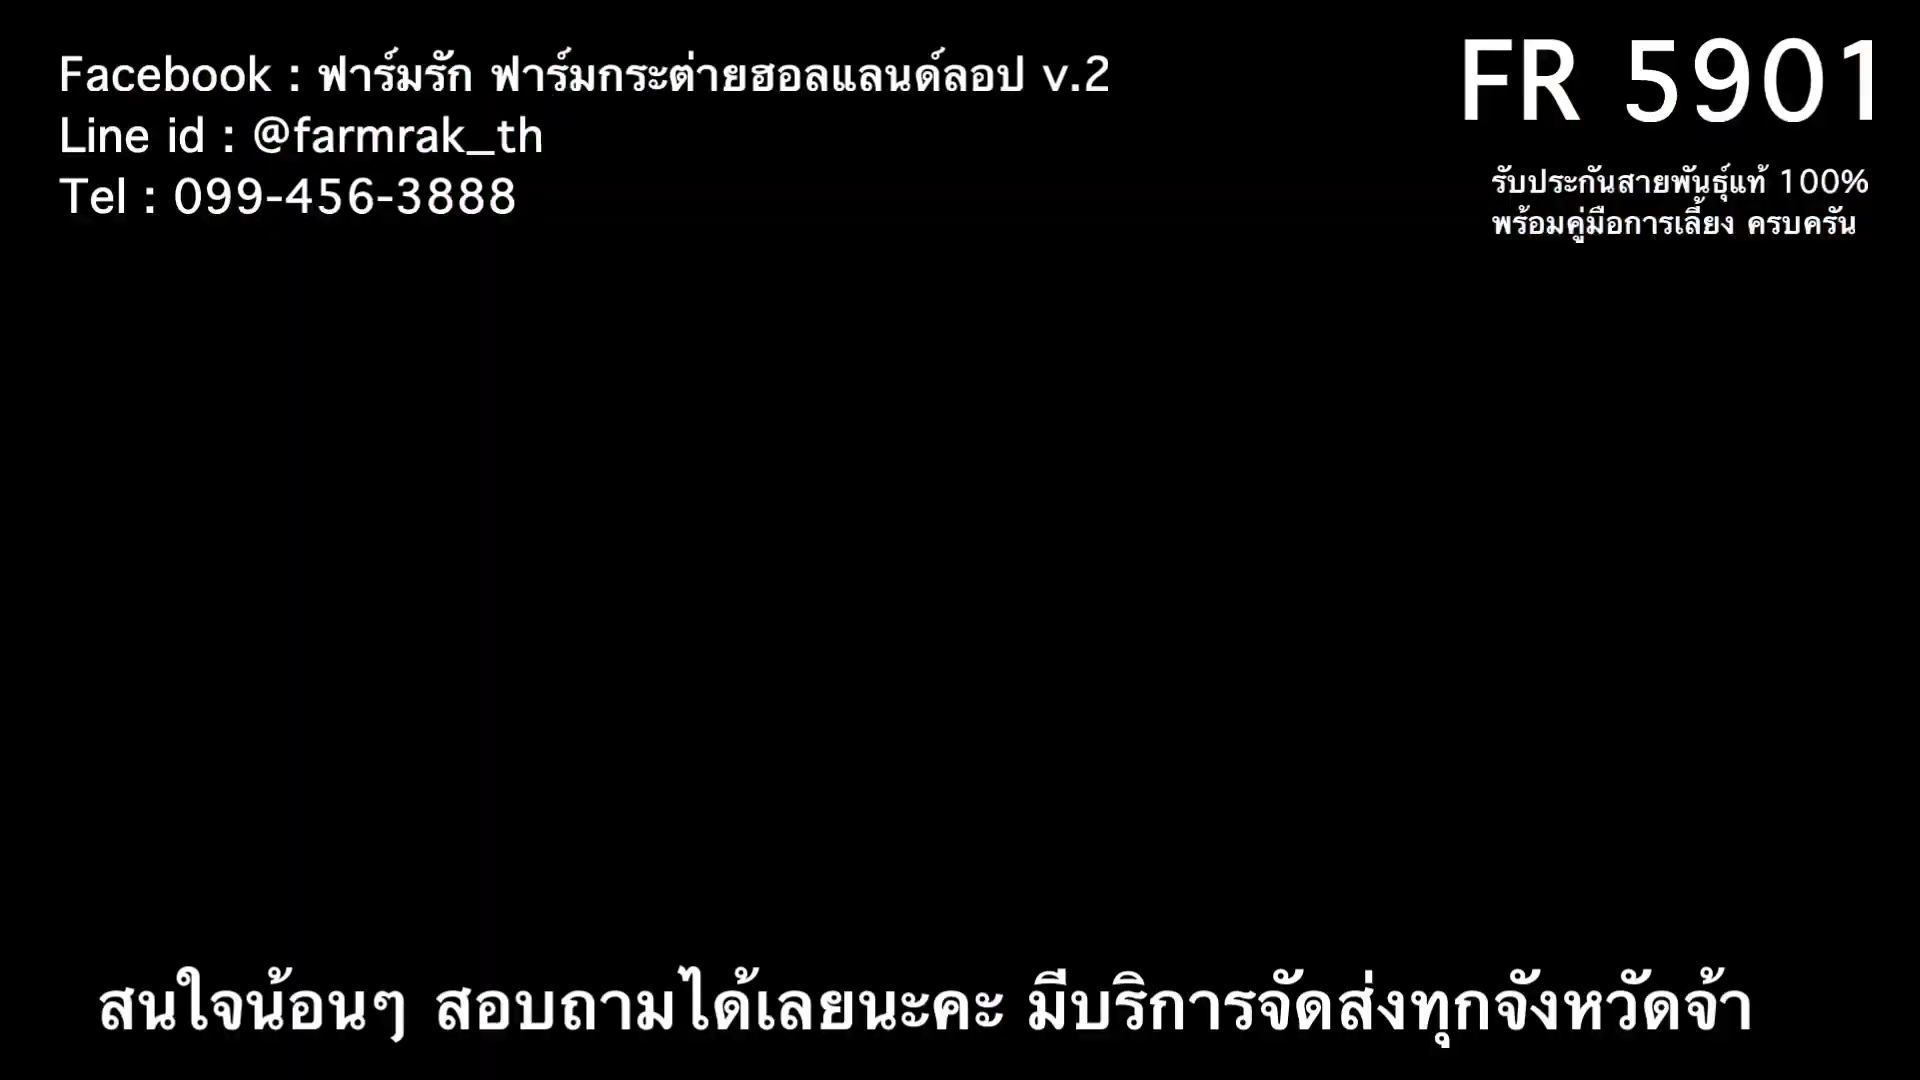 Facebook : ฟาร์มรัก ฟาร์มกระต่ายฮอลแลนด์ลอป v.2
Line id : @farmrak_th
Tel : 099-456-3888
FR 5901
รับประกันสายพันธุ์แท้ 100%
พร้อมคู่มือการเลี้ยง ครบครัน
สนใจน้อนๆ สอบถามได้เลยนะคะ มีบริการจัดส่งทุกจังหวัดจ้า